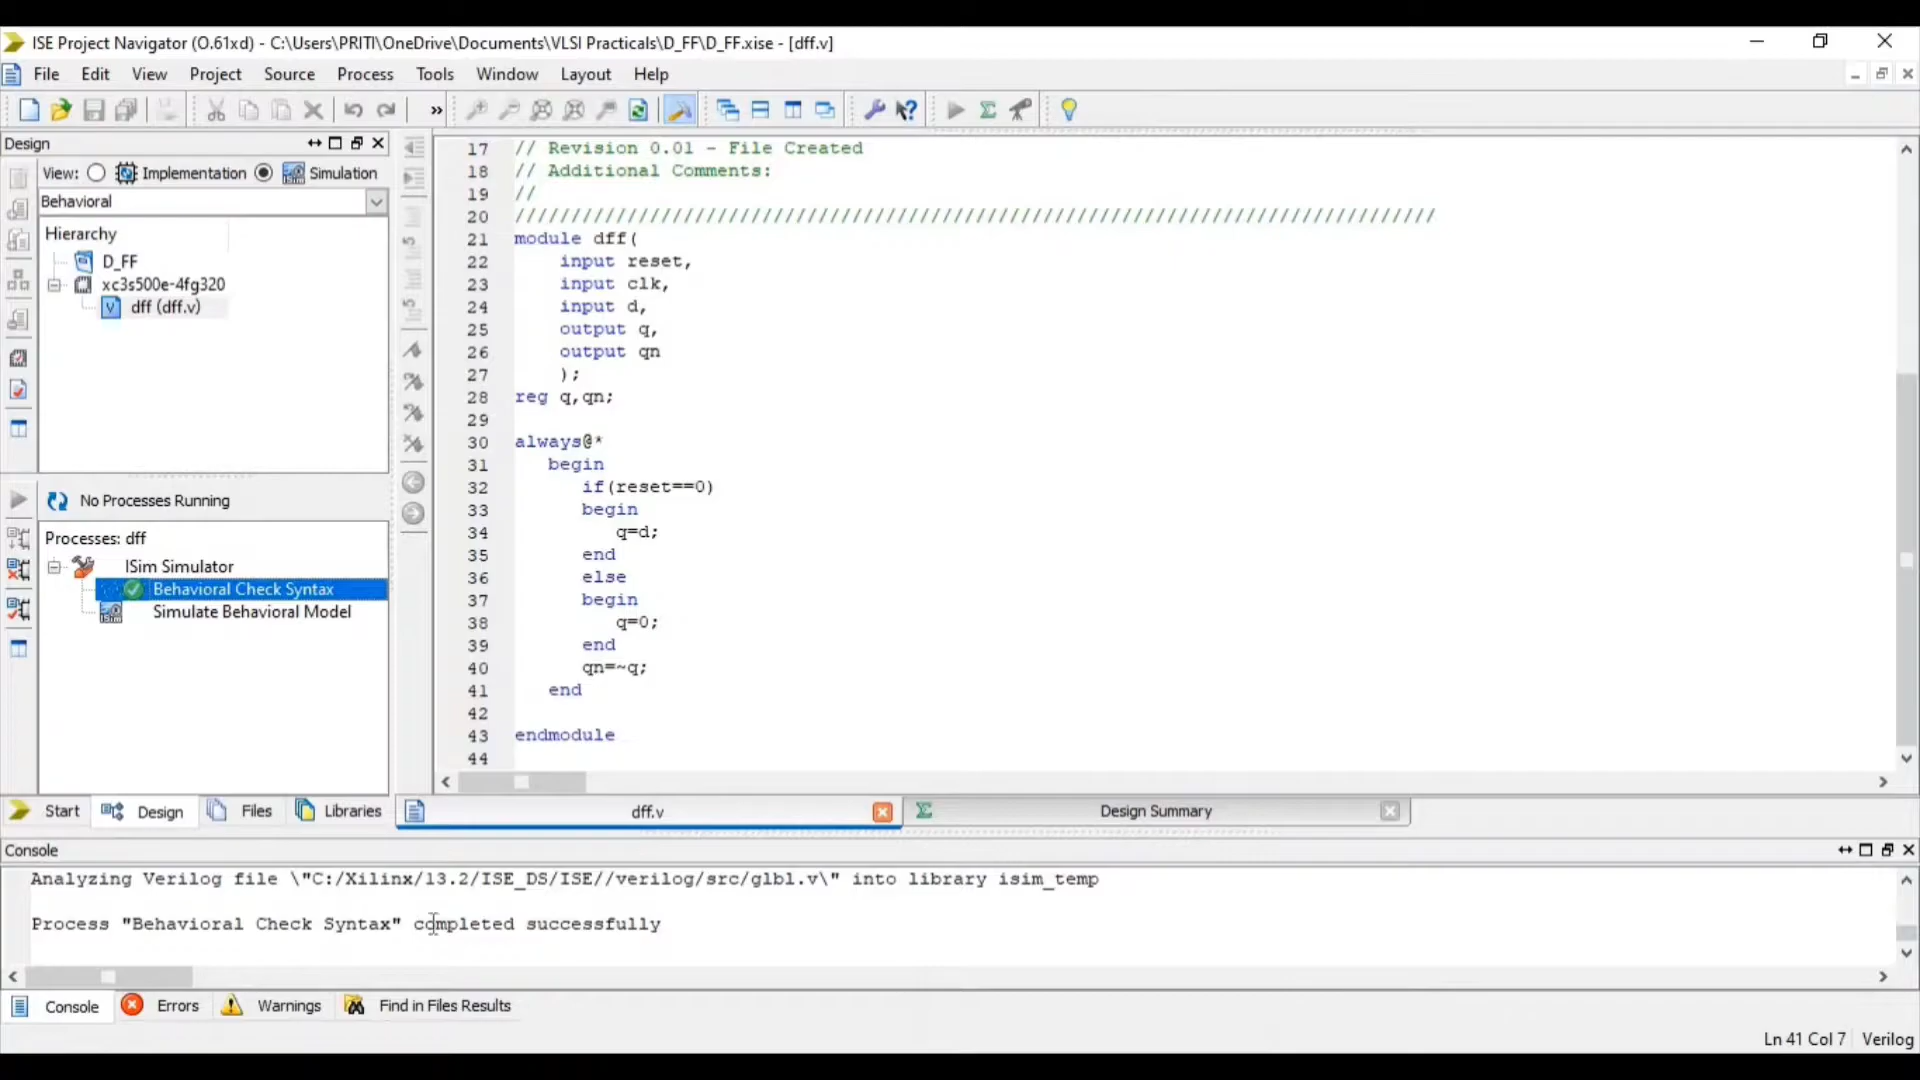 ISE Project Navigator (O.61xd) - C:\Users\PRITI\OneDrive\Documents\VLSI Practicals\D_FF\D_FF.xise - [dff.v]
File Edit View Project Source Process Tools Window Layout Help
»
Design
View: Implementation Simulation
Behavioral
Hierarchy
D_FF
xc3s500e-4fg320
dff (dff.v)
No Processes Running
Processes: dff
ISim Simulator
Behavioral Check Syntax
Simulate Behavioral Model
Start Design Files Libraries
17 // Revision 0.01 - File Created
18 // Additional Comments:
19 //
20 ////////////////////////////////////////////////////////////////////////////////
21 module dff(
22     input reset,
23     input clk,
24     input d,
25     output q,
26     output qn
27     );
28 reg q,qn;
29
30 always@*
31    begin
32       if(reset==0)
33       begin
34          q=d;
35       end
36       else
37       begin
38          q=0;
39       end
40       qn=~q;
41    end
42
43 endmodule
44
dff.v Design Summary
Console
Analyzing Verilog file \"C:/Xilinx/13.2/ISE_DS/ISE//verilog/src/glbl.v\" into library isim_temp
Process "Behavioral Check Syntax" completed successfully
Console Errors Warnings Find in Files Results
Ln 41 Col 7 Verilog